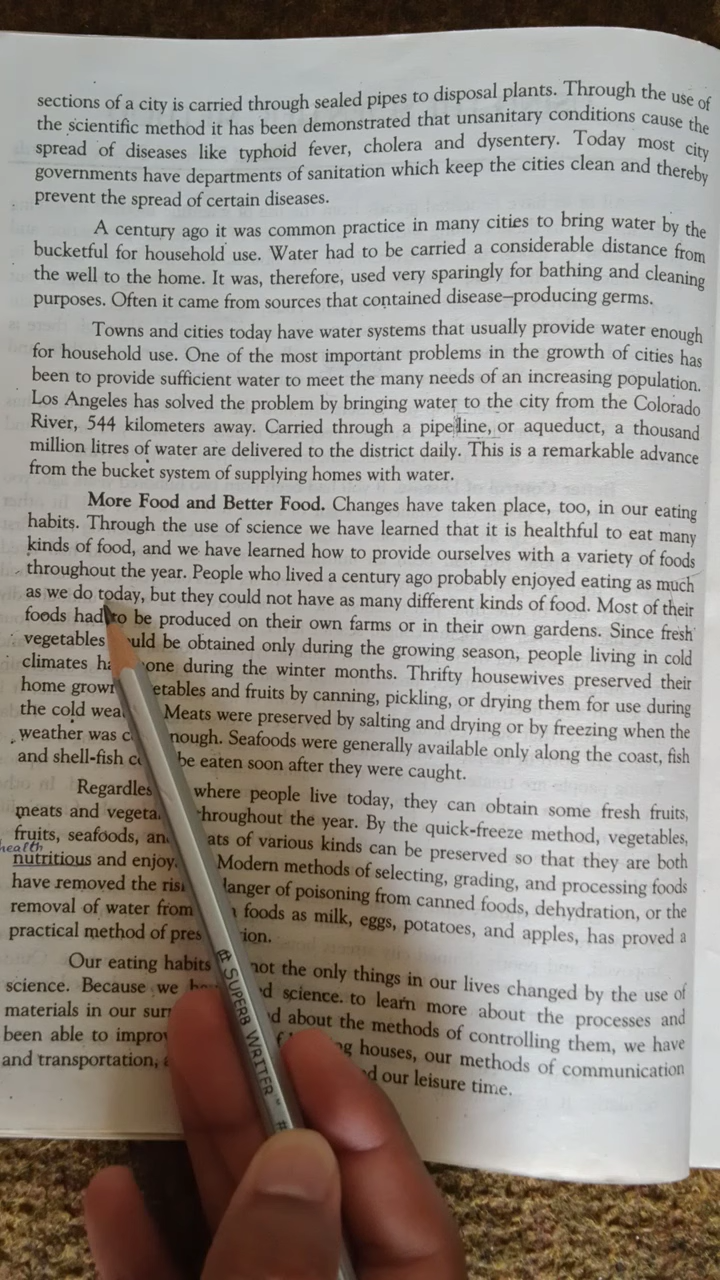 sections of a city is carried through sealed pipes to disposal plants. Through the use of
the scientific method it has been demonstrated that unsanitary conditions cause the
spread of diseases like typhoid fever, cholera and dysentery. Today most city
governments have departments of sanitation which keep the cities clean and thereby
prevent the spread of certain diseases.
A century ago it was common practice in many cities to bring water by the
bucketful for household use. Water had to be carried a considerable distance from
the well to the home. It was, therefore, used very sparingly for bathing and cleaning
purposes. Often it came from sources that contained disease–producing germs.
Towns and cities today have water systems that usually provide water enough
for household use. One of the most important problems in the growth of cities has
been to provide sufficient water to meet the many needs of an increasing population.
Los Angeles has solved the problem by bringing water to the city from the Colorado
River, 544 kilometers away. Carried through a pipe line, or aqueduct, a thousand
million litres of water are delivered to the district daily. This is a remarkable advance
from the bucket system of supplying homes with water.
More Food and Better Food. Changes have taken place, too, in our eating
habits. Through the use of science we have learned that it is healthful to eat many
kinds of food, and we have learned how to provide ourselves with a variety of foods
throughout the year. People who lived a century ago probably enjoyed eating as much
as we do today, but they could not have as many different kinds of food. Most of their
foods had to be produced on their own farms or in their own gardens. Since fresh
vegetables be obtained only during the growing season, people living in cold
climates during the winter months. Thrifty housewives preserved their
home and fruits by canning, pickling, or drying them for use during
the cold Meats were preserved by salting and drying or by freezing when the
weather was Seafoods were generally available only along the coast, fish
and shell-fish be eaten soon after they were caught.
Regardless where people live today, they can obtain some fresh fruits,
meats and throughout the year. By the quick-freeze method, vegetables,
fruits, seafoods, of various kinds can be preserved so that they are both
health
nutritious and Modern methods of selecting, grading, and processing foods
have removed the danger of poisoning from canned foods, dehydration, or the
removal of water from foods as milk, eggs, potatoes, and apples, has proved a
practical method of
Our eating habits not the only things in our lives changed by the use of
science. Because we science. to learn more about the processes and
materials in our about the methods of controlling them, we have
been able to houses, our methods of communication
and transportation, our leisure time.
SUPERB WRITER